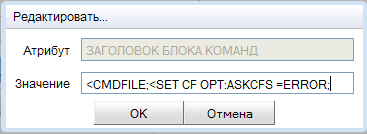 Редактировать...
Атрибут ЗАГОЛОВОК БЛОКА КОМАНД
Значение <CMDFILE;<SET CF OPT:ASKCFS =ERROR;
OK Отмена